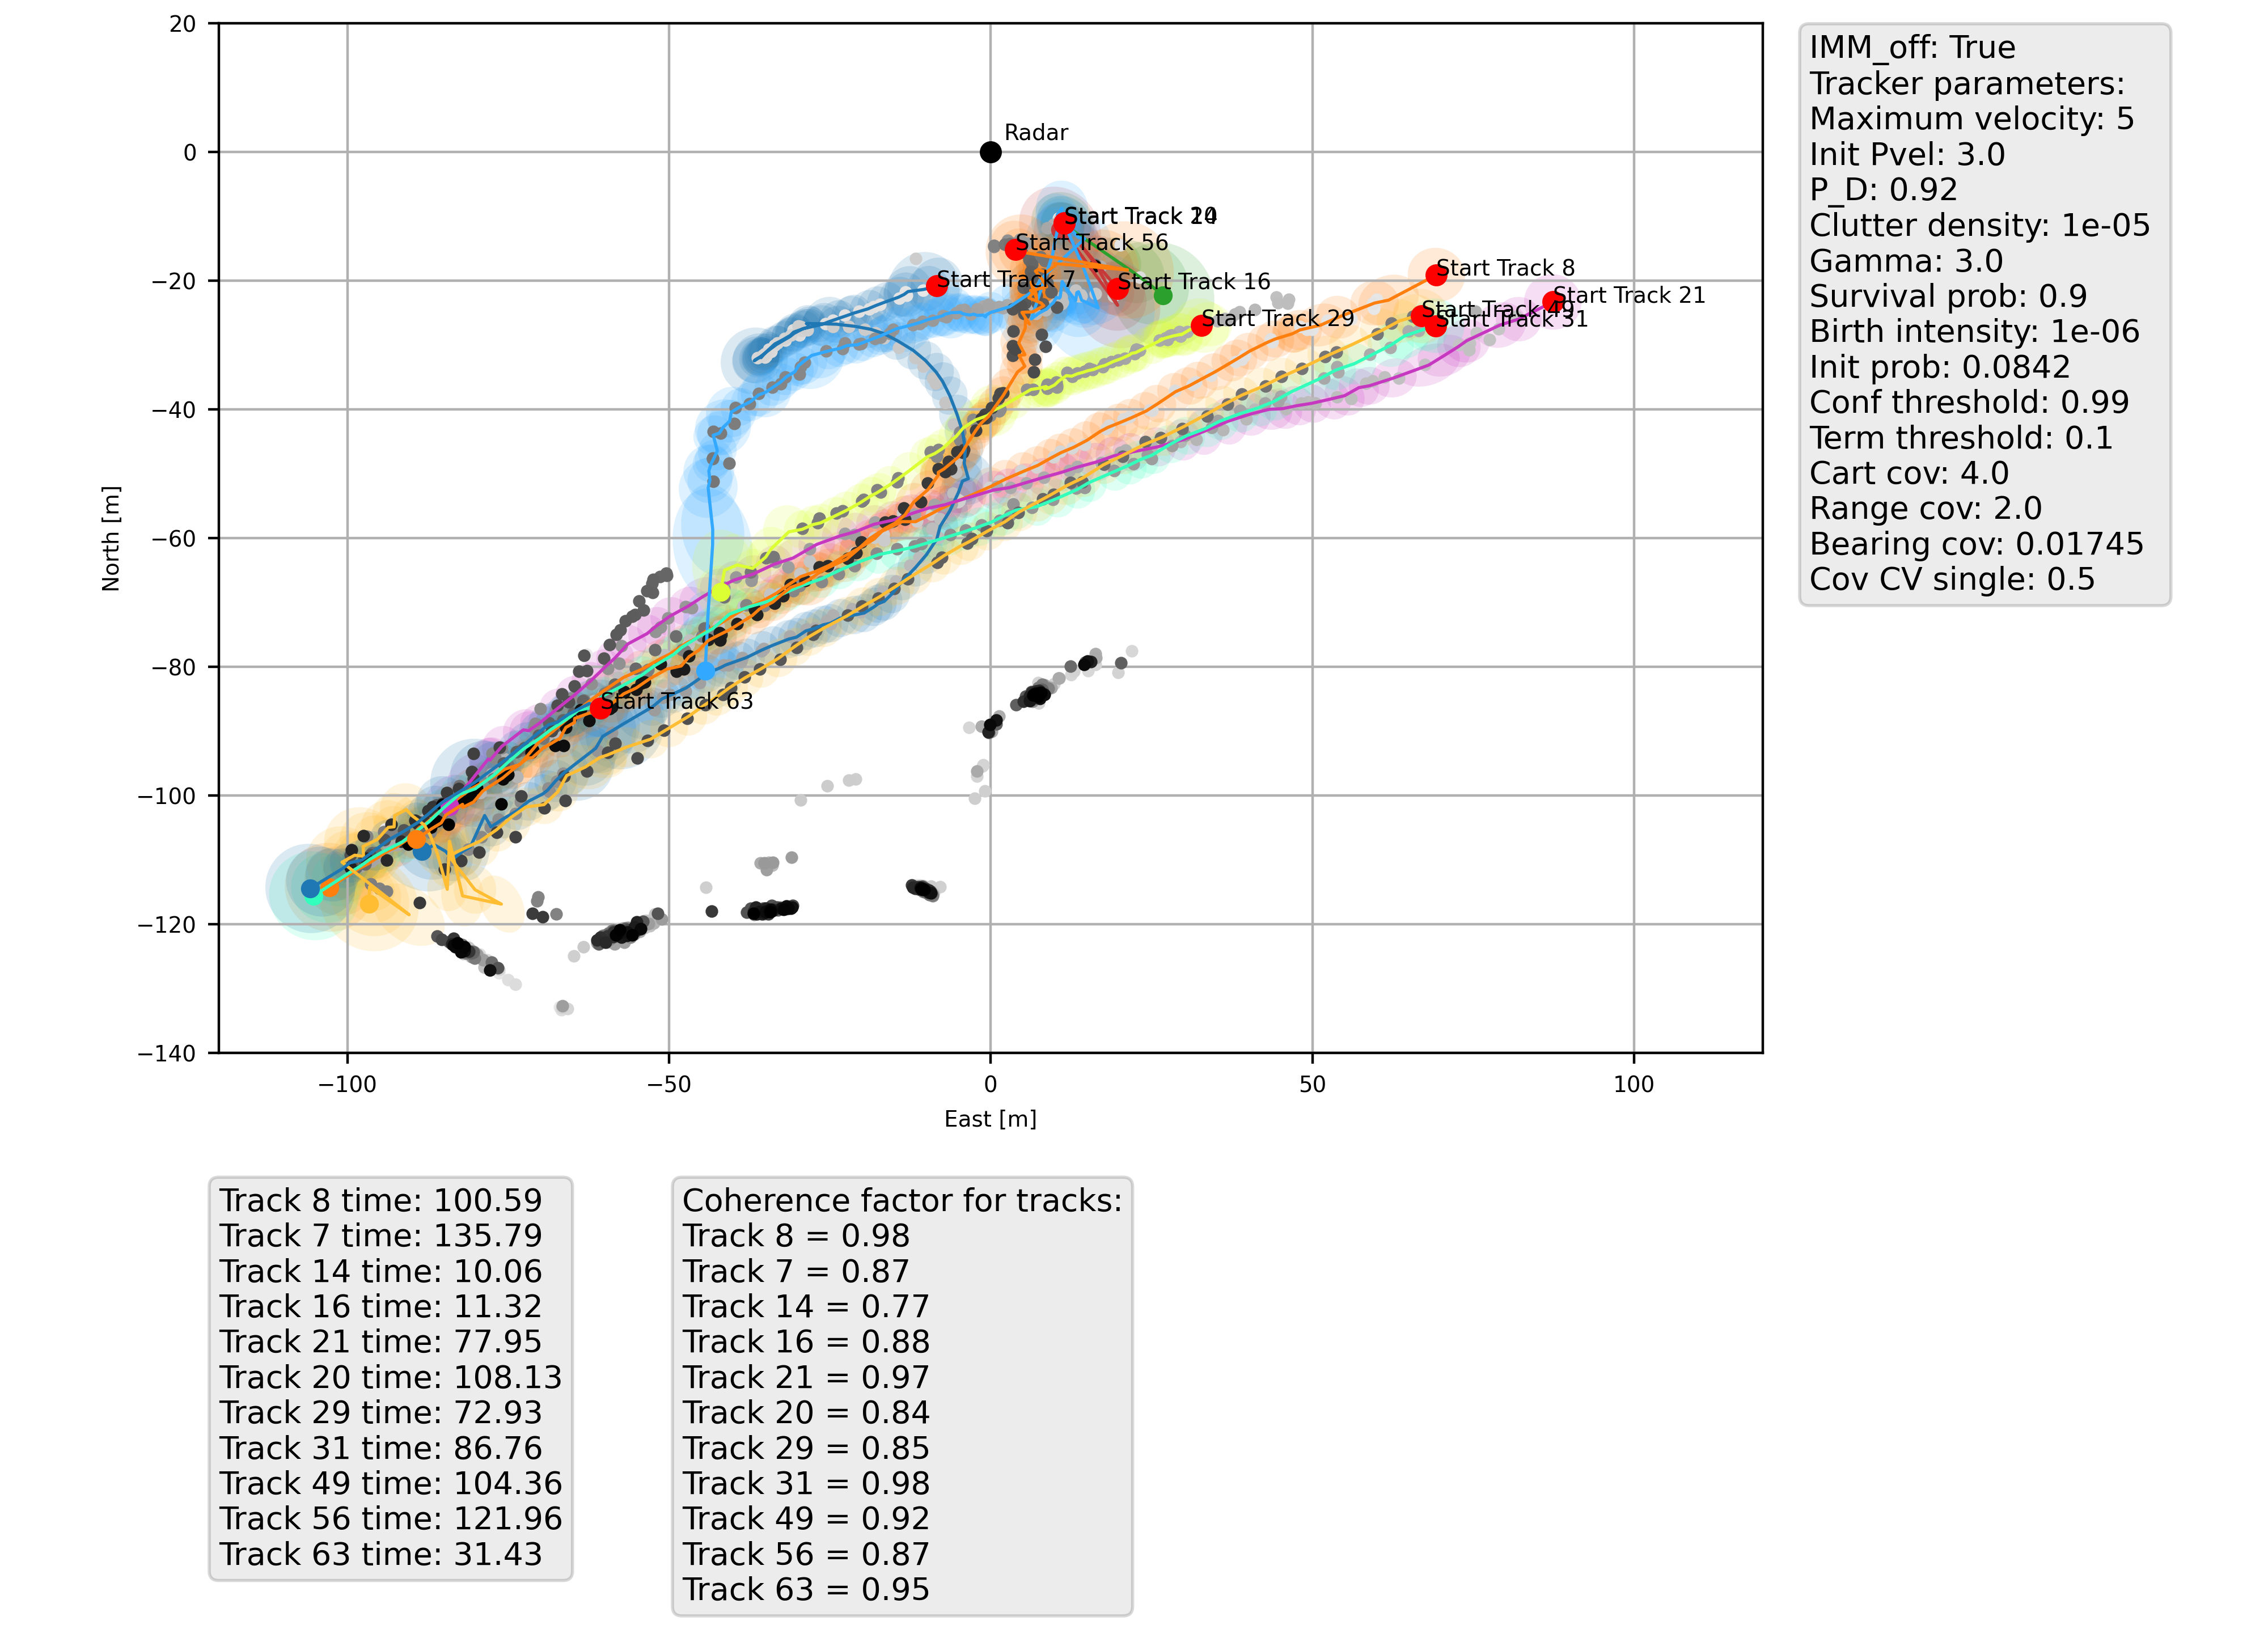 20
0
−20
−40
−60
−80
−100
−120
−140
−100
−50
0
50
100
North [m]
East [m]
Radar
Start Track 20
Start Track 14
Start Track 56
Start Track 7
Start Track 16
Start Track 8
Start Track 21
Start Track 49
Start Track 31
Start Track 29
Start Track 63
IMM_off: True
Tracker parameters:
Maximum velocity: 5
Init Pvel: 3.0
P_D: 0.92
Clutter density: 1e-05
Gamma: 3.0
Survival prob: 0.9
Birth intensity: 1e-06
Init prob: 0.0842
Conf threshold: 0.99
Term threshold: 0.1
Cart cov: 4.0
Range cov: 2.0
Bearing cov: 0.01745
Cov CV single: 0.5
Track 8 time: 100.59
Track 7 time: 135.79
Track 14 time: 10.06
Track 16 time: 11.32
Track 21 time: 77.95
Track 20 time: 108.13
Track 29 time: 72.93
Track 31 time: 86.76
Track 49 time: 104.36
Track 56 time: 121.96
Track 63 time: 31.43
Coherence factor for tracks:
Track 8 = 0.98
Track 7 = 0.87
Track 14 = 0.77
Track 16 = 0.88
Track 21 = 0.97
Track 20 = 0.84
Track 29 = 0.85
Track 31 = 0.98
Track 49 = 0.92
Track 56 = 0.87
Track 63 = 0.95